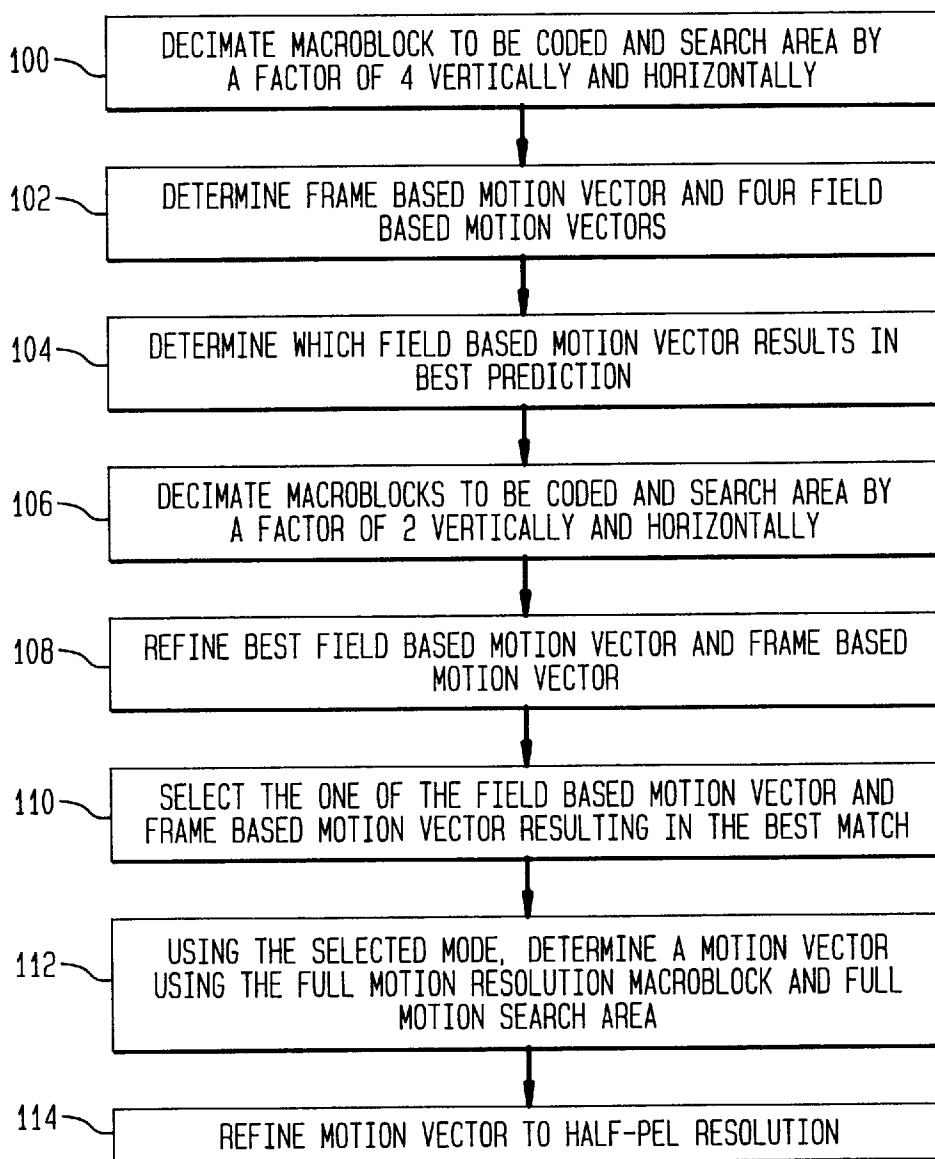 100
DECIMATE MACROBLOCK TO BE CODED AND SEARCH AREA BY
A FACTOR OF 4 VERTICALLY AND HORIZONTALLY
102
DETERMINE FRAME BASED MOTION VECTOR AND FOUR FIELD
BASED MOTION VECTORS
104
DETERMINE WHICH FIELD BASED MOTION VECTOR RESULTS IN
BEST PREDICTION
106
DECIMATE MACROBLOCKS TO BE CODED AND SEARCH AREA BY
A FACTOR OF 2 VERTICALLY AND HORIZONTALLY
108
REFINE BEST FIELD BASED MOTION VECTOR AND FRAME BASED
MOTION VECTOR
110
SELECT THE ONE OF THE FIELD BASED MOTION VECTOR AND
FRAME BASED MOTION VECTOR RESULTING IN THE BEST MATCH
112
USING THE SELECTED MODE, DETERMINE A MOTION VECTOR
USING THE FULL MOTION RESOLUTION MACROBLOCK AND FULL
MOTION SEARCH AREA
114
REFINE MOTION VECTOR TO HALF-PEL RESOLUTION